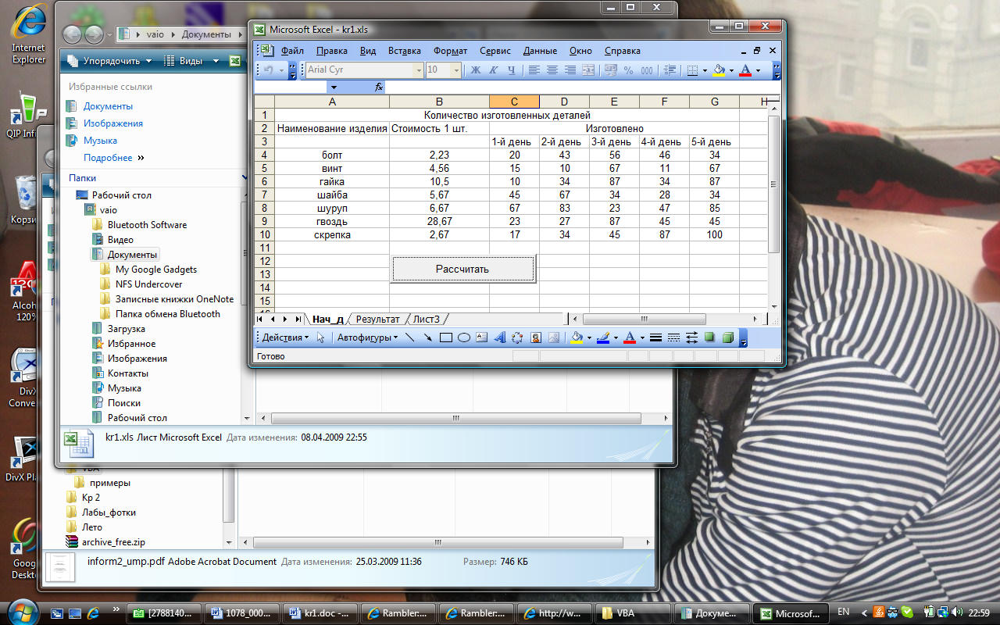 Internet
Explorer
QIP Infi
Корзи
Alcoh
120%
DivX
Conve
DivX Pla
Goog
Deskt
vaio Документы
Упорядочить Виды
Избранные ссылки
Документы
Изображения
Музыка
Подробнее »
Папки
Рабочий стол
vaio
Bluetooth Software
Видео
Документы
My Google Gadgets
NFS Undercover
Записные книжки OneNote
Папка обмена Bluetooth
Загрузка
Избранное
Изображения
Контакты
Музыка
Поиски
Рабочий стол
kr1.xls Лист Microsoft Excel Дата изменения: 08.04.2009 22:55
Microsoft Excel - kr1.xls
Файл Правка Вид Вставка Формат Сервис Данные Окно Справка
Arial Cyr 10 Ж К Ч % 000
fx
A B C D E F G H
1 Количество изготовленных деталей
2 Наименование изделия Стоимость 1 шт. Изготовлено
3 1-й день 2-й день 3-й день 4-й день 5-й день
4 болт 2,23 20 43 56 46 34
5 винт 4,56 15 10 67 11 67
6 гайка 10,5 10 34 87 34 87
7 шайба 5,67 45 67 34 28 34
8 шуруп 6,67 67 83 23 47 85
9 гвоздь 28,67 23 27 87 45 45
10 скрепка 2,67 17 34 45 87 100
11
12
Рассчитать
13
14
15
Нач_д Результат Лист3
Действия Автофигуры
Готово
VBA
примеры
Кр 2
Лабы_фотки
Лето
archive_free.zip
inform2_ump.pdf Adobe Acrobat Document Дата изменения: 25.03.2009 11:36 Размер: 746 КБ
[2788140... 1078_000... kr1.doc -... Rambler:... Rambler:... http://w... VBA Докуме... Microsof... EN 22:59